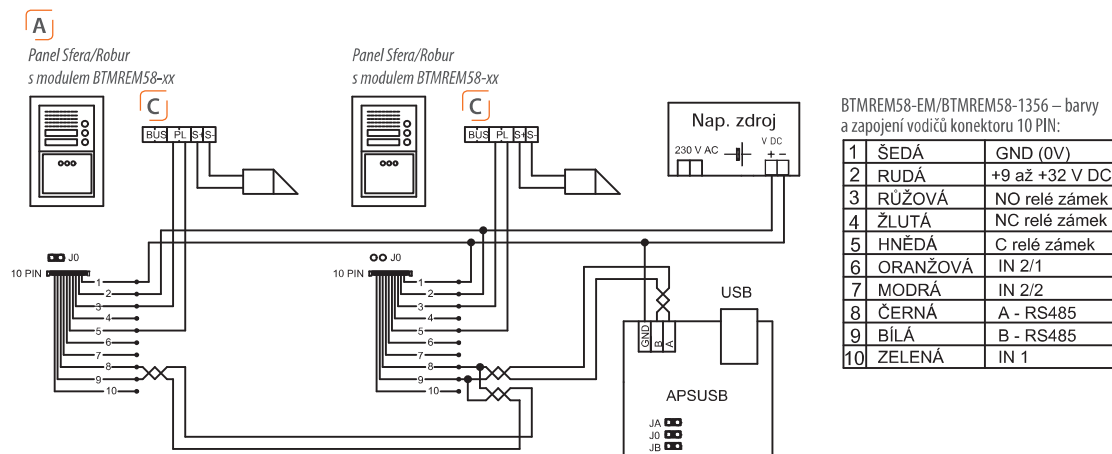 A
Panel Sfera/Robur
s modulem BTMREM58-xx
C
BUS PL S+ S-
J0
10 PIN
1
2
3
4
5
6
7
8
9
10
Panel Sfera/Robur
s modulem BTMREM58-xx
C
BUS PL S+ S-
J0
10 PIN
1
2
3
4
5
6
7
8
9
10
Nap. zdroj
230 V AC
V DC
+ -
USB
GND
B
A
APSUSB
JA
J0
JB
BTMREM58-EM/BTMREM58-1356 – barvy
a zapojení vodičů konektoru 10 PIN:
1 ŠEDÁ GND (0V)
2 RUDÁ +9 až +32 V DC
3 RŮŽOVÁ NO relé zámek
4 ŽLUTÁ NC relé zámek
5 HNĚDÁ C relé zámek
6 ORANŽOVÁ IN 2/1
7 MODRÁ IN 2/2
8 ČERNÁ A - RS485
9 BÍLÁ B - RS485
10 ZELENÁ IN 1